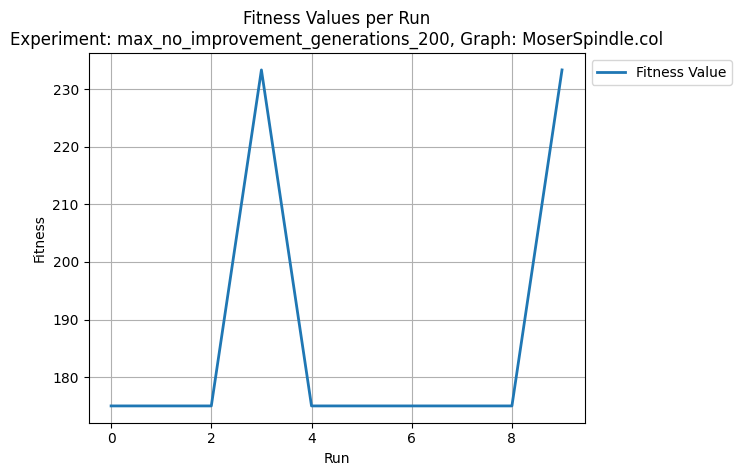 Fitness Values per Run
Experiment: max_no_improvement_generations_200, Graph: MoserSpindle.col
Fitness Value
230
220
210
200
190
180
Fitness
0 2 4 6 8
Run